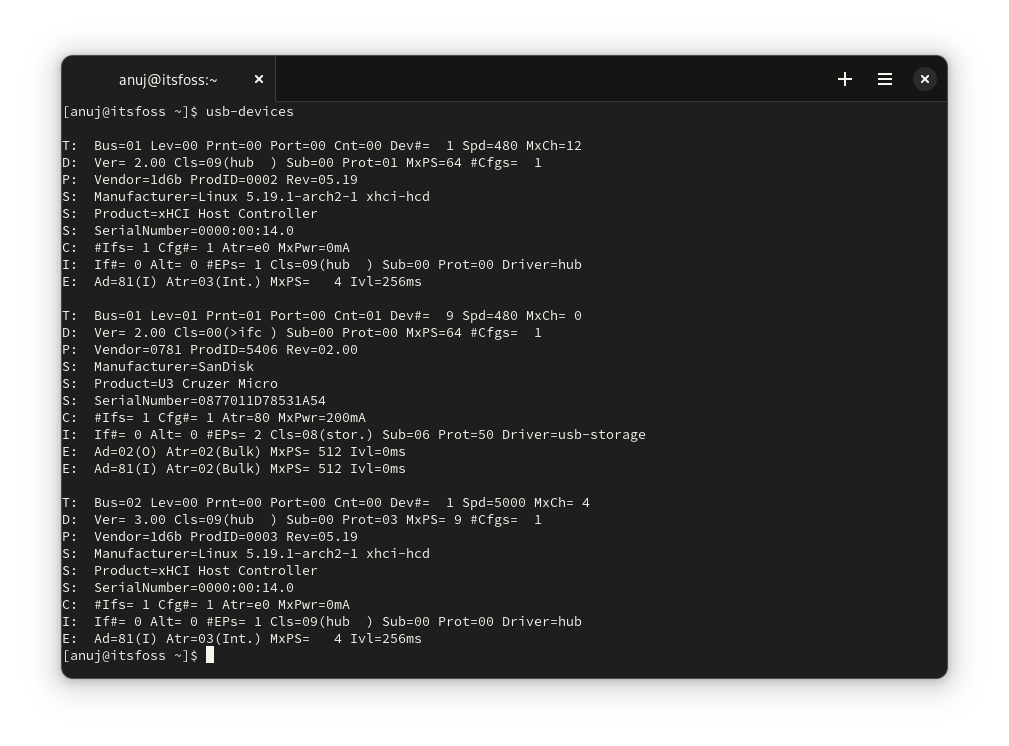 anuj@itsfoss:~
[anuj@itsfoss ~]$ usb-devices
T:  Bus=01 Lev=00 Prnt=00 Port=00 Cnt=00 Dev#=  1 Spd=480 MxCh=12
D:  Ver= 2.00 Cls=09(hub  ) Sub=00 Prot=01 MxPS=64 #Cfgs=  1
P:  Vendor=1d6b ProdID=0002 Rev=05.19
S:  Manufacturer=Linux 5.19.1-arch2-1 xhci-hcd
S:  Product=xHCI Host Controller
S:  SerialNumber=0000:00:14.0
C:  #Ifs= 1 Cfg#= 1 Atr=e0 MxPwr=0mA
I:  If#= 0 Alt= 0 #EPs= 1 Cls=09(hub  ) Sub=00 Prot=00 Driver=hub
E:  Ad=81(I) Atr=03(Int.) MxPS=   4 Ivl=256ms
T:  Bus=01 Lev=01 Prnt=01 Port=00 Cnt=01 Dev#=  9 Spd=480 MxCh= 0
D:  Ver= 2.00 Cls=00(>ifc ) Sub=00 Prot=00 MxPS=64 #Cfgs=  1
P:  Vendor=0781 ProdID=5406 Rev=02.00
S:  Manufacturer=SanDisk
S:  Product=U3 Cruzer Micro
S:  SerialNumber=0877011D78531A54
C:  #Ifs= 1 Cfg#= 1 Atr=80 MxPwr=200mA
I:  If#= 0 Alt= 0 #EPs= 2 Cls=08(stor.) Sub=06 Prot=50 Driver=usb-storage
E:  Ad=02(O) Atr=02(Bulk) MxPS= 512 Ivl=0ms
E:  Ad=81(I) Atr=02(Bulk) MxPS= 512 Ivl=0ms
T:  Bus=02 Lev=00 Prnt=00 Port=00 Cnt=00 Dev#=  1 Spd=5000 MxCh= 4
D:  Ver= 3.00 Cls=09(hub  ) Sub=00 Prot=03 MxPS= 9 #Cfgs=  1
P:  Vendor=1d6b ProdID=0003 Rev=05.19
S:  Manufacturer=Linux 5.19.1-arch2-1 xhci-hcd
S:  Product=xHCI Host Controller
S:  SerialNumber=0000:00:14.0
C:  #Ifs= 1 Cfg#= 1 Atr=e0 MxPwr=0mA
I:  If#= 0 Alt= 0 #EPs= 1 Cls=09(hub  ) Sub=00 Prot=00 Driver=hub
E:  Ad=81(I) Atr=03(Int.) MxPS=   4 Ivl=256ms
[anuj@itsfoss ~]$